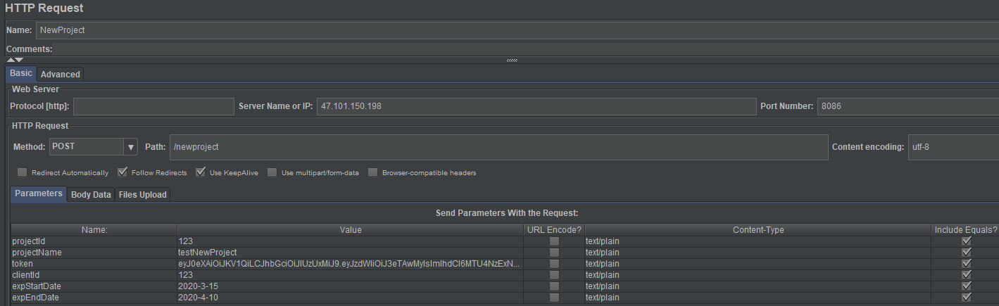 HTTP Request
Name: NewProject
Comments:
Basic Advanced
Web Server
Protocol [http]: Server Name or IP: 47.101.150.198 Port Number: 8086
HTTP Request
Method: POST Path: /newproject Content encoding: utf-8
Redirect Automatically Follow Redirects Use KeepAlive Use multipart/form-data Browser-compatible headers
Parameters Body Data Files Upload
Send Parameters With the Request:
Name: Value URL Encode? Content-Type Include Equals?
projectId 123 text/plain
projectName testNewProject text/plain
token eyJ0eXAiOiJKV1QiLCJhbGciOiJIUzUxMiJ9.eyJzdWIiOiJ3eTAwMyIsImlhdCI6MTU4NzExN... text/plain
clientId 123 text/plain
expStartDate 2020-3-15 text/plain
expEndDate 2020-4-10 text/plain